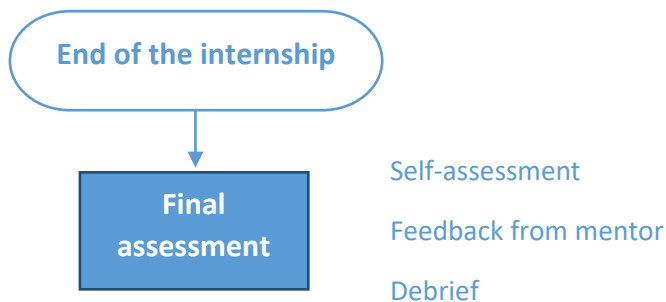 End of the internship
Final
assessment
Self-assessment
Feedback from mentor
Debrief